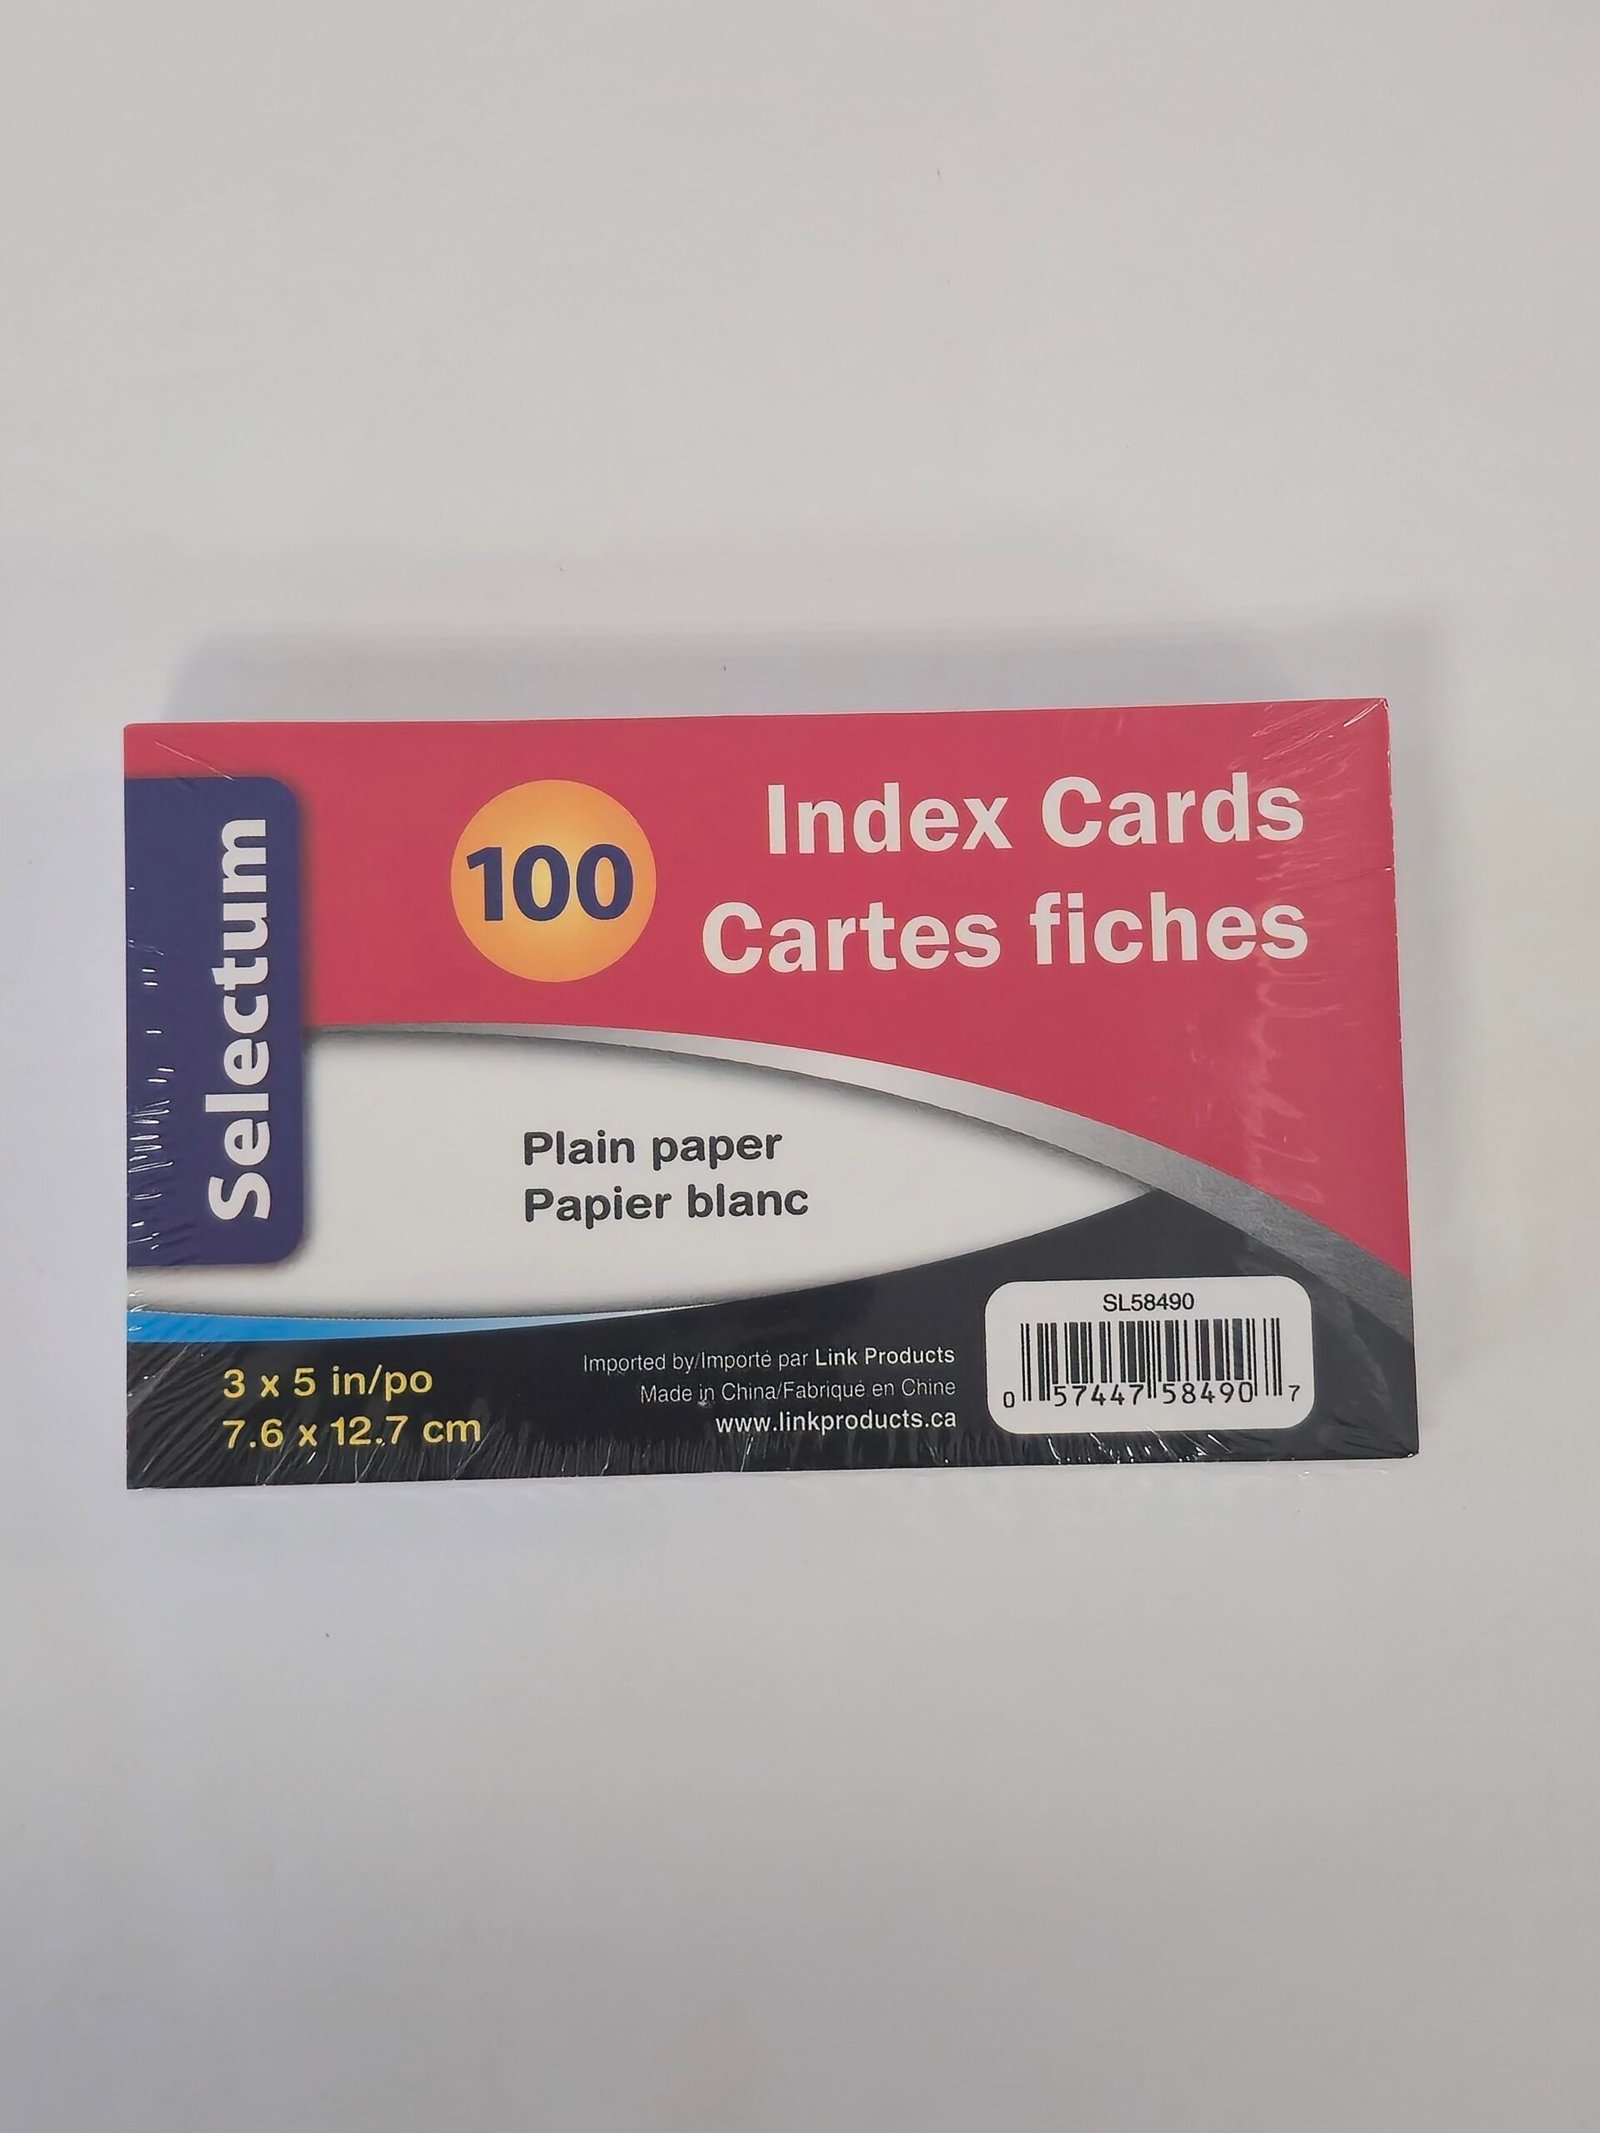 Selectum
100
Index Cards
Cartes fiches
Plain paper
Papier blanc
3 x 5 in/po
7.6 x 12.7 cm
Imported by/Importé par Link Products
Made in China/Fabriqué en Chine
www.linkproducts.ca
SL58490
0 57447 58490 7